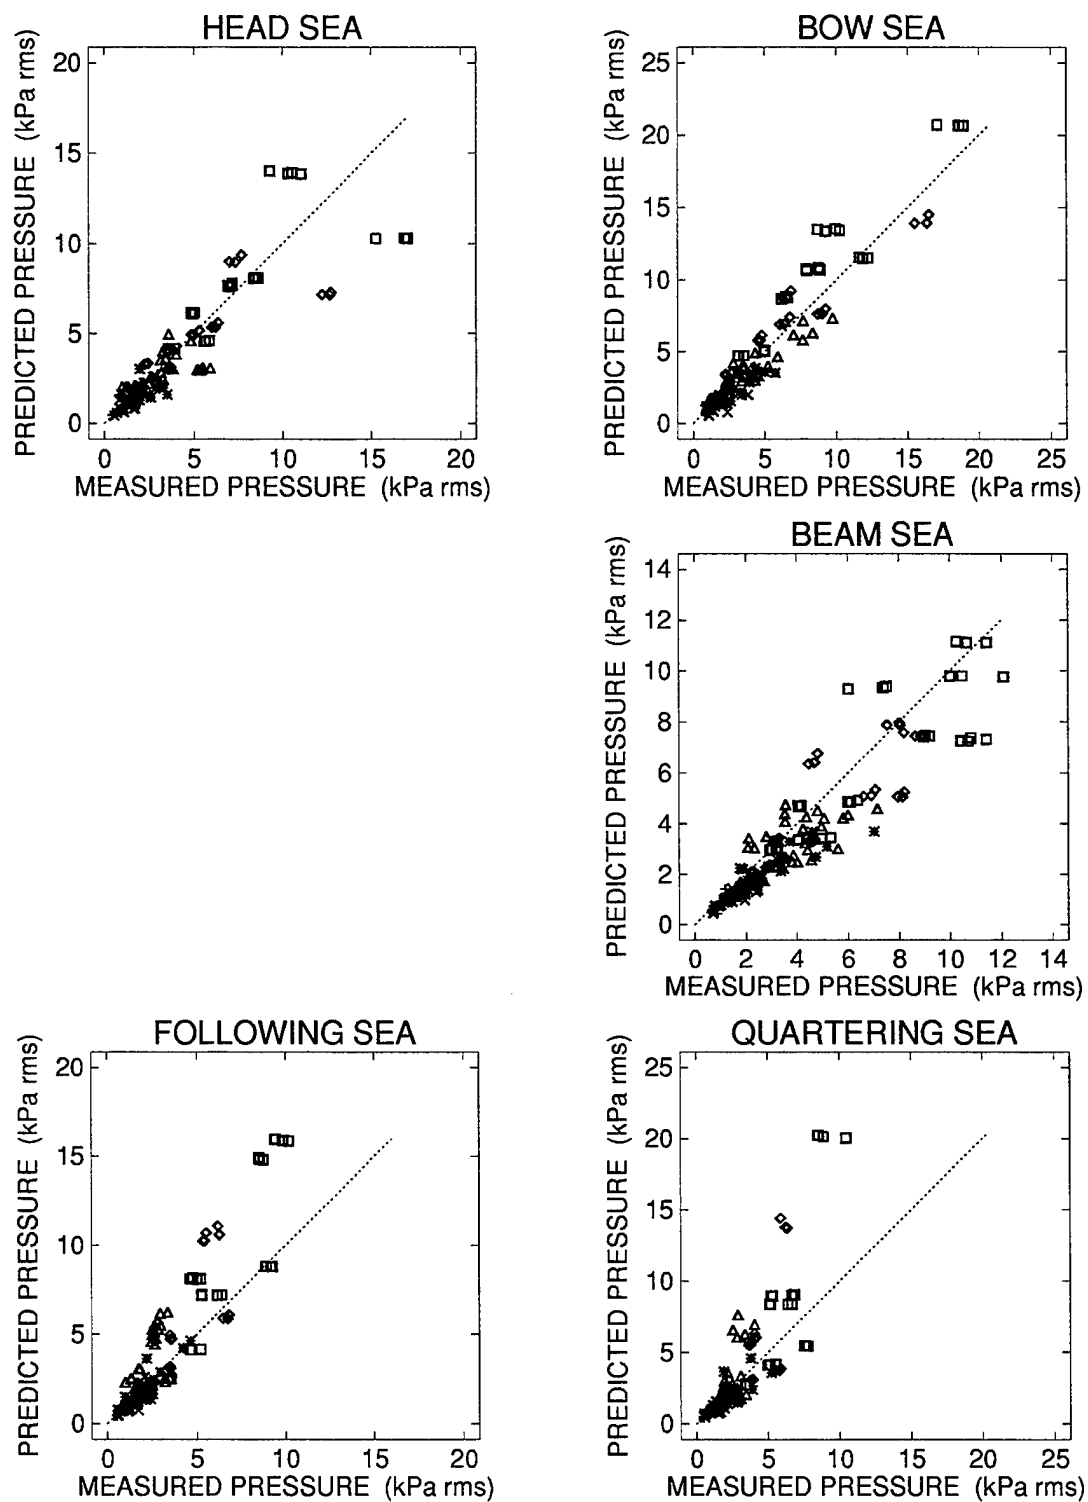 HEAD SEA
PREDICTED PRESSURE (kPa rms)
20
15
10
5
0
0 5 10 15 20
MEASURED PRESSURE (kPa rms)
BOW SEA
PREDICTED PRESSURE (kPa rms)
25
20
15
10
5
0
0 5 10 15 20 25
MEASURED PRESSURE (kPa rms)
BEAM SEA
PREDICTED PRESSURE (kPa rms)
14
12
10
8
6
4
2
0
0 2 4 6 8 10 12 14
MEASURED PRESSURE (kPa rms)
FOLLOWING SEA
PREDICTED PRESSURE (kPa rms)
20
15
10
5
0
0 5 10 15 20
MEASURED PRESSURE (kPa rms)
QUARTERING SEA
PREDICTED PRESSURE (kPa rms)
25
20
15
10
5
0
0 5 10 15 20 25
MEASURED PRESSURE (kPa rms)